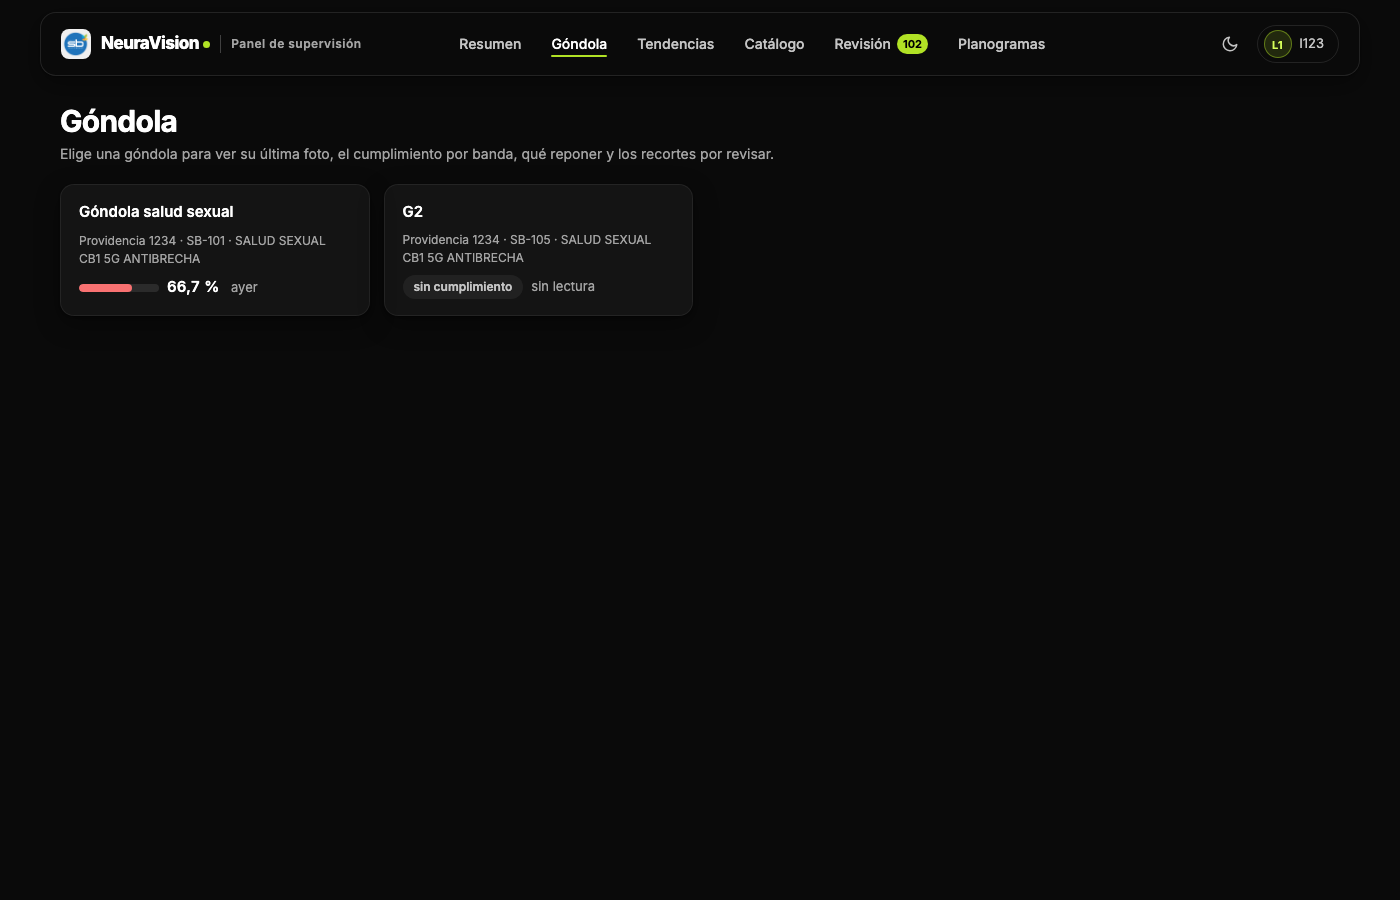 sb NeuraVision Panel de supervisión Resumen Góndola Tendencias Catálogo Revisión 102 Planogramas L1 l123
Góndola
Elige una góndola para ver su última foto, el cumplimiento por banda, qué reponer y los recortes por revisar.
Góndola salud sexual
Providencia 1234 · SB-101 · SALUD SEXUAL
CB1 5G ANTIBRECHA
66,7 % ayer
G2
Providencia 1234 · SB-105 · SALUD SEXUAL
CB1 5G ANTIBRECHA
sin cumplimiento sin lectura